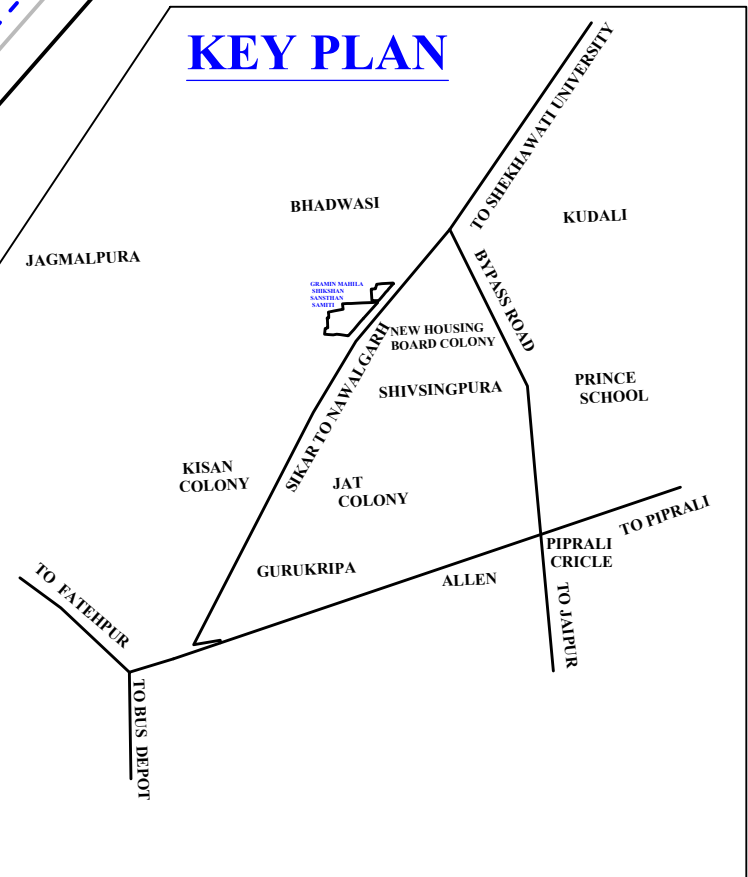 KEY PLAN
TO SHEKHAWATI UNIVERSITY
BHADWASI
KUDALI
JAGMALPURA
BYPASS ROAD
GRAMIN MAHILA
SHIKSHAN
SANSTHAN
SAMITI
NEW HOUSING
BOARD COLONY
SIKAR TO NAWALGARH
SHIVSINGPURA
PRINCE
SCHOOL
KISAN
COLONY
JAT
COLONY
TO PIPRALI
PIPRALI
CRICLE
GURUKRIPA
ALLEN
TO FATEHPUR
TO JAIPUR
TO BUS DEPOT